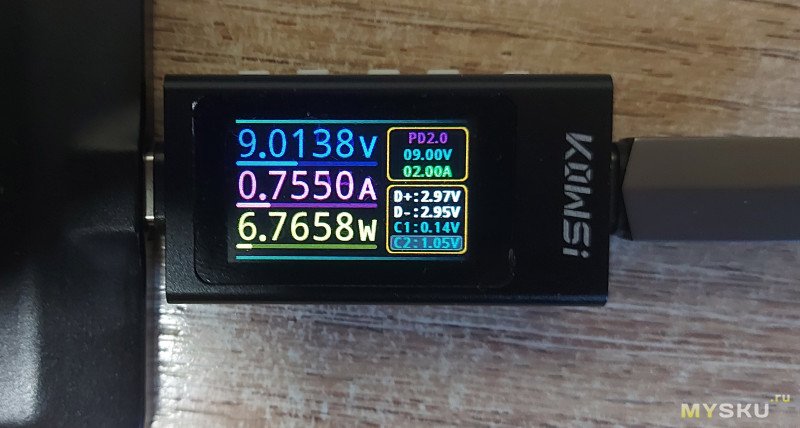 9.0138V
0.7550A
6.7658W
PD2.0
09.00V
02.00A
D+:2.97V
D-:2.95V
C1:0.14V
C2:1.05V
KOWSi
MYSKU.ru